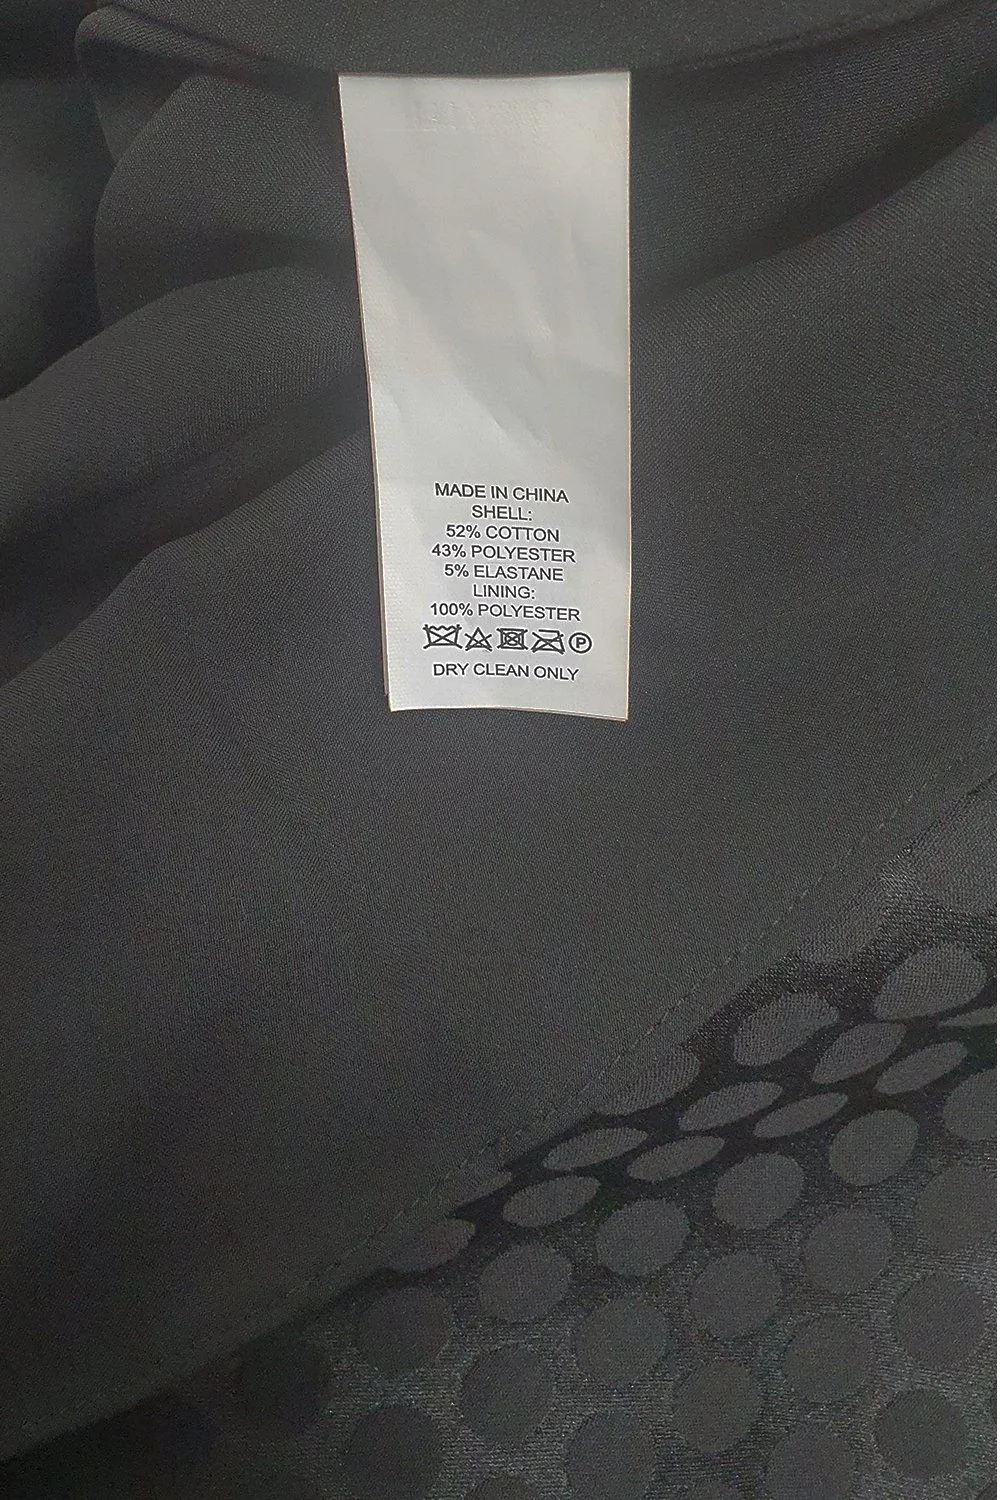 MADE IN CHINA
SHELL:
52% COTTON
43% POLYESTER
5% ELASTANE
LINING:
100% POLYESTER
P
DRY CLEAN ONLY